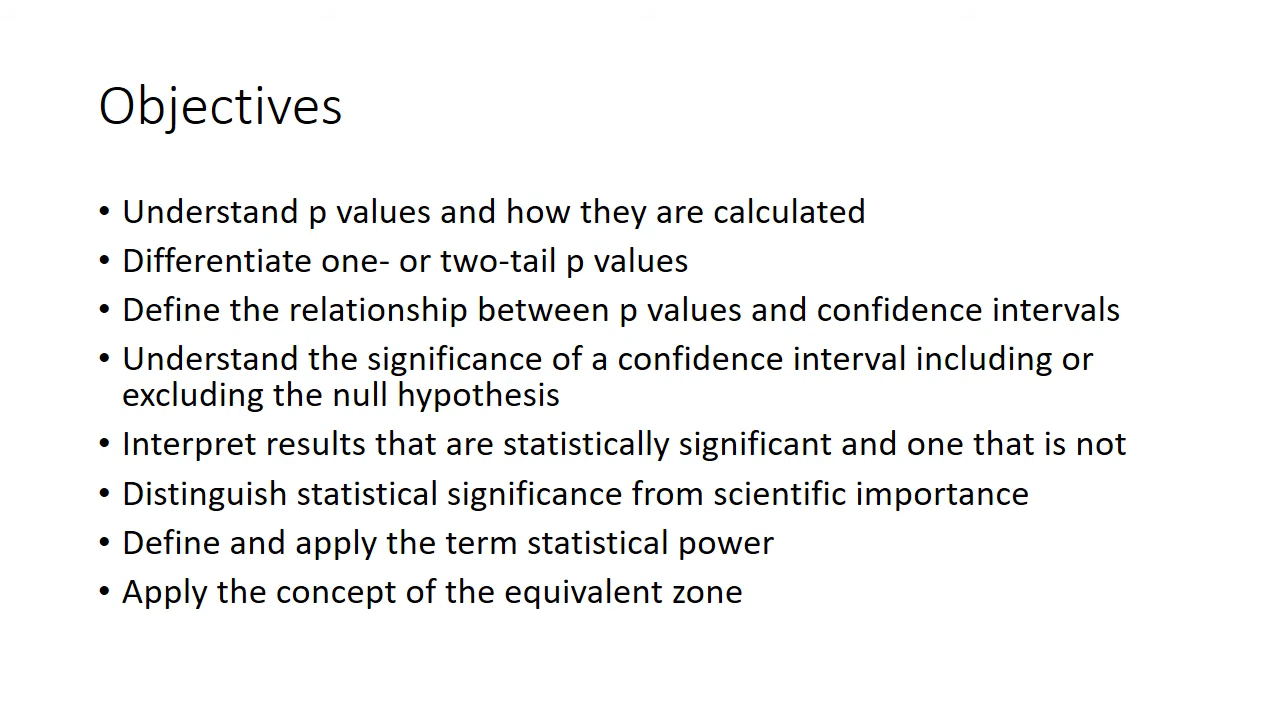 Objectives
• Understand p values and how they are calculated
• Differentiate one- or two-tail p values
• Define the relationship between p values and confidence intervals
• Understand the significance of a confidence interval including or
excluding the null hypothesis
• Interpret results that are statistically significant and one that is not
• Distinguish statistical significance from scientific importance
• Define and apply the term statistical power
• Apply the concept of the equivalent zone